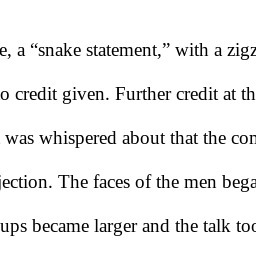 e, a “snake statement,” with a zigz
o credit given. Further credit at th
was whispered about that the con
jection. The faces of the men bega
ups became larger and the talk too